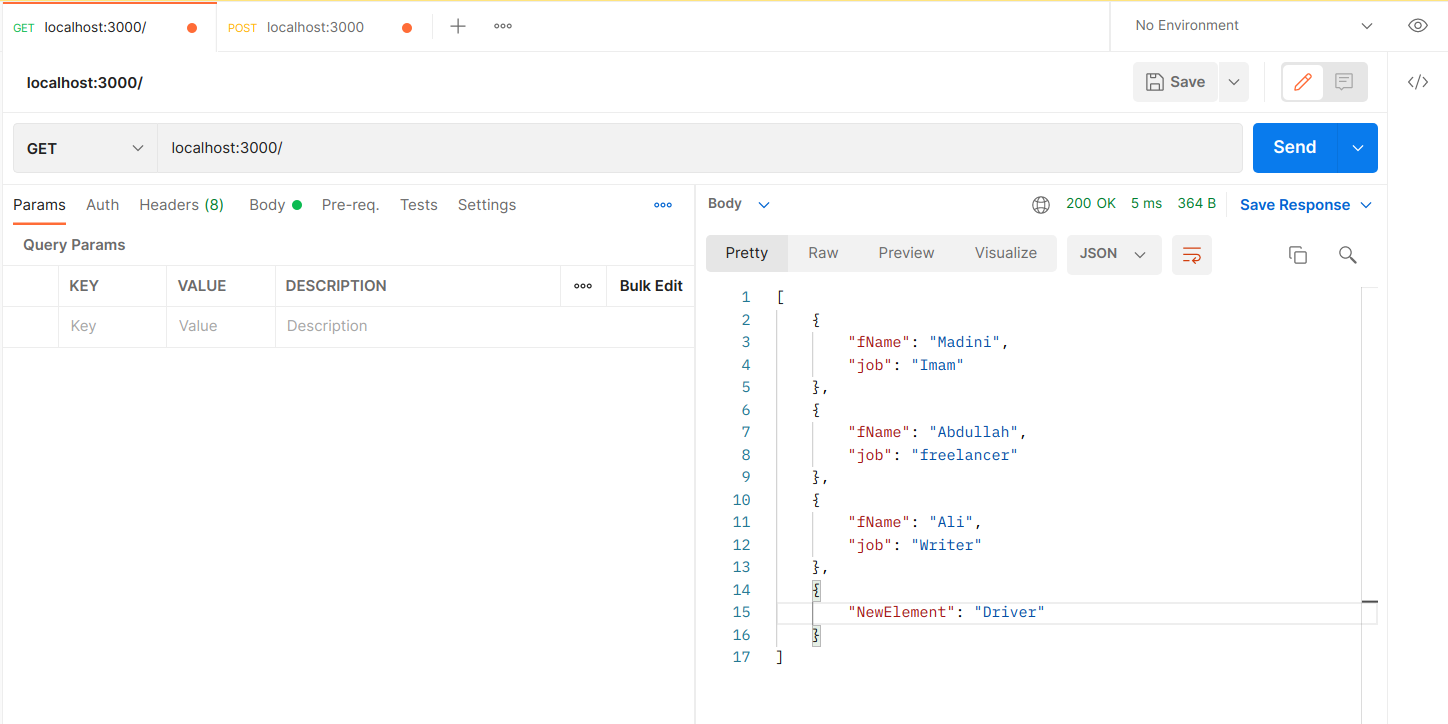 GET localhost:3000/ POST localhost:3000 No Environment
localhost:3000/ Save
GET localhost:3000/ Send
Params Auth Headers (8) Body Pre-req. Tests Settings
Query Params
KEY VALUE DESCRIPTION Bulk Edit
Key Value Description
Body 200 OK 5 ms 364 B Save Response
Pretty Raw Preview Visualize JSON
1 [
2 {
3 "fName": "Madini",
4 "job": "Imam"
5 },
6 {
7 "fName": "Abdullah",
8 "job": "freelancer"
9 },
10 {
11 "fName": "Ali",
12 "job": "Writer"
13 },
14 {
15 "NewElement": "Driver"
16 }
17 ]